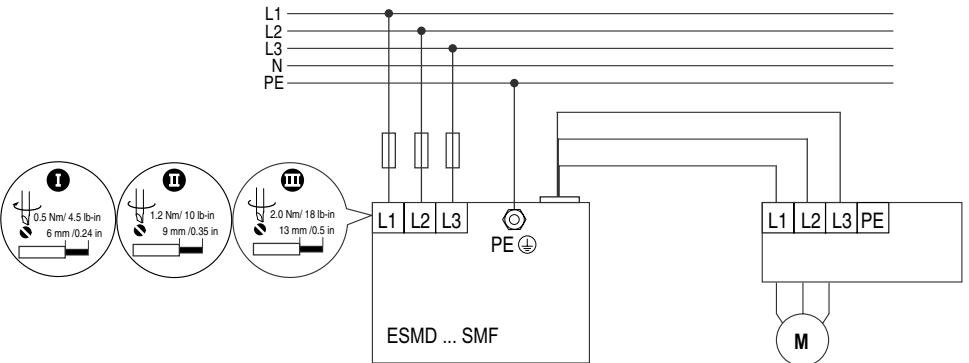 L1
L2
L3
N
PE
I
0.5 Nm/ 4.5 lb-in
6 mm /0.24 in
II
1.2 Nm/ 10 lb-in
9 mm /0.35 in
III
2.0 Nm/ 18 lb-in
13 mm /0.5 in
L1 L2 L3
PE
ESMD ... SMF
L1 L2 L3 PE
M